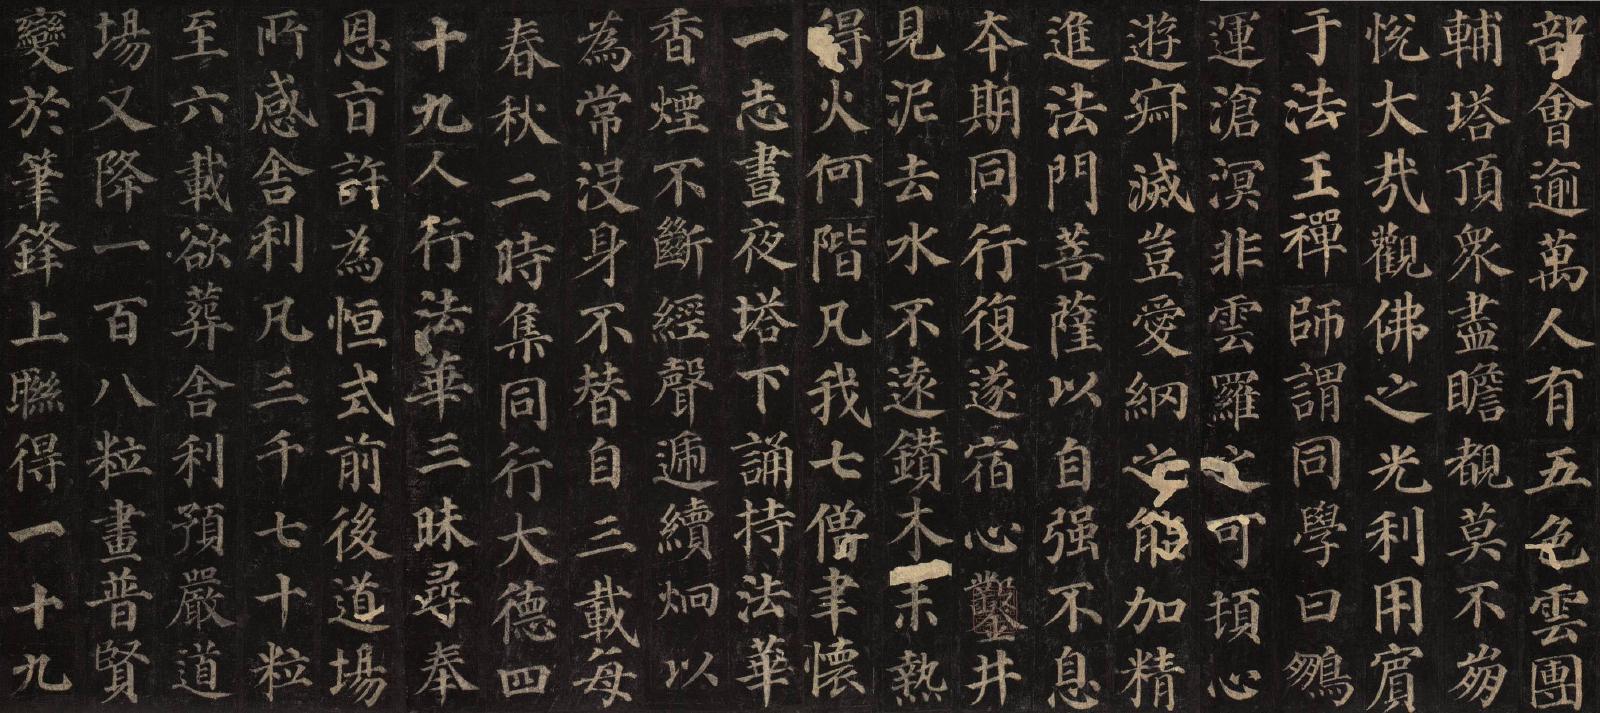 部會逾萬人有五色雲團
輔塔頂眾盡瞻覩莫不崩
悅大哉觀佛之光利用賓
于法王禪師謂同學曰鵬
運滄溟非雲羅之可頓心
遊寂滅豈愛網之能加精
進法門菩薩以自强不息
本期同行復遂宿心鑿井
見泥去水不遠鑽木未熱
得火何階凡我七僧聿懷
一志晝夜塔下誦持法華
香煙不斷經聲遞續炯以
為常沒身不替自三載每
春秋二時集同行大德四
十九人行法華三昧尋奉
恩旨許為恒式前後道場
所感舍利凡三千七十粒
至六載欲葬舍利預嚴道
場又降一百八粒畫普賢
變於筆鋒上聯得一十九